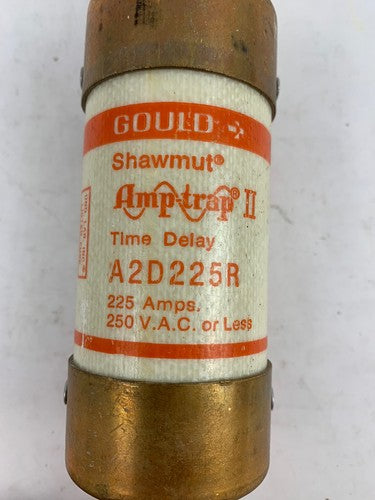 GOULD
Shawmut®
Amp-trap® II
Time Delay
A2D225R
225 Amps.
250 V.A.C. or Less